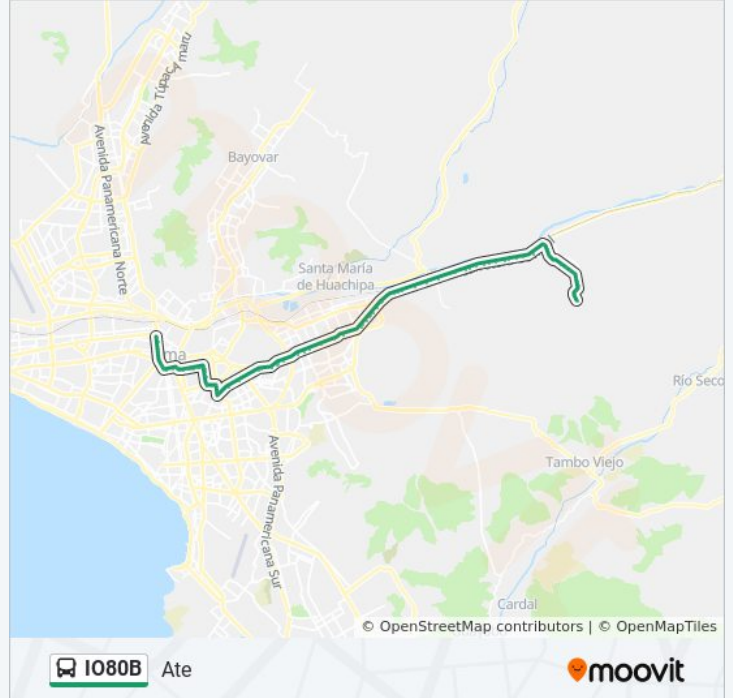 Avenida Túpac Amaru
Avenida Panamericana Norte
Bayovar
Santa María
de Huachipa
Río Seco
Tambo Viejo
Avenida Panamericana Sur
Cardal
© OpenStreetMap contributors | © OpenMapTiles
IO80B Ate
moovit